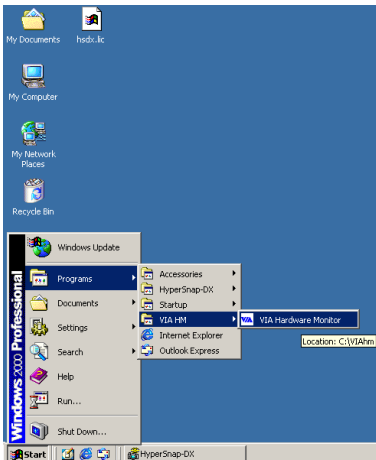 My Documents
hsdx.lic
My Computer
My Network
Places
Recycle Bin
Windows 2000 Professional
Windows Update
Programs
Documents
Settings
Search
Help
Run...
Shut Down...
Accessories
HyperSnap-DX
Startup
VIA HM
Internet Explorer
Outlook Express
VIA Hardware Monitor
Location: C:\VIAhm
Start
HyperSnap-DX